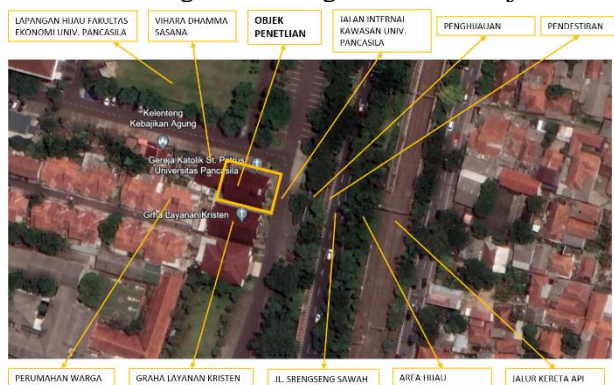 LAPANGAN HIJAU FAKULTAS
EKONOMI UNIV. PANCASILA
VIHARA DHAMMA
SASANA
OBJEK
PENETLIAN
JALAN INTERNAL
KAWASAN UNIV.
PANCASILA
PENGHIJAUAN
PENDESTIRAN
Kelenteng
Kebajikan Agung
Gereja Katolik St. Petrus
Universitas Pancasila
Grha Layanan Kristen
PERUMAHAN WARGA
GRAHA LAYANAN KRISTEN
JL. SRENGSENG SAWAH
AREA HIJAU
JALUR KERETA API